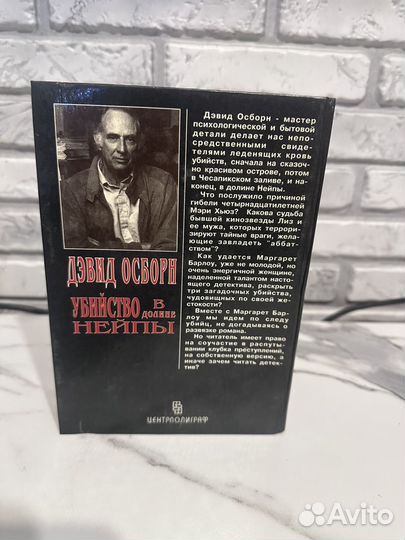 Дэвид Осборн - мастер
психологической и бытовой
детали делает нас непо-
средственными свиде-
телями леденящих кровь
убийств, сначала на сказоч-
но красивом острове, потом
в Чесапикском заливе, и на-
конец, в долине Нейпы.
Что послужило причиной
гибели четырнадцатилетней
Мэри Хьюз? Какова судьба
бывшей кинозвезды Лиз и
ее мужа, которых террори-
зируют тайные враги, жела-
ющие завладеть "аббат-
ством"?
Как удается Маргарет
Барлоу, уже не молодой, но
очень энергичной женщине,
наделенной талантом насто-
ящего детектива, раскрыть
три загадочных убийства,
чудовищных по своей же-
стокости?
Вместе с Маргарет Бар-
лоу мы идем по следу
убийц, не догадываясь о
развязке романа.
Но читатель имеет право
на соучастие в распуты-
вании клубка преступлений,
на собственную версию, а
иначе зачем читать детек-
тив?
ДЭВИД ОСБОРН
УБИЙСТВО В ДОЛИНЕ
НЕЙПЫ
ЦЕНТРПОЛИГРАФ
Avito